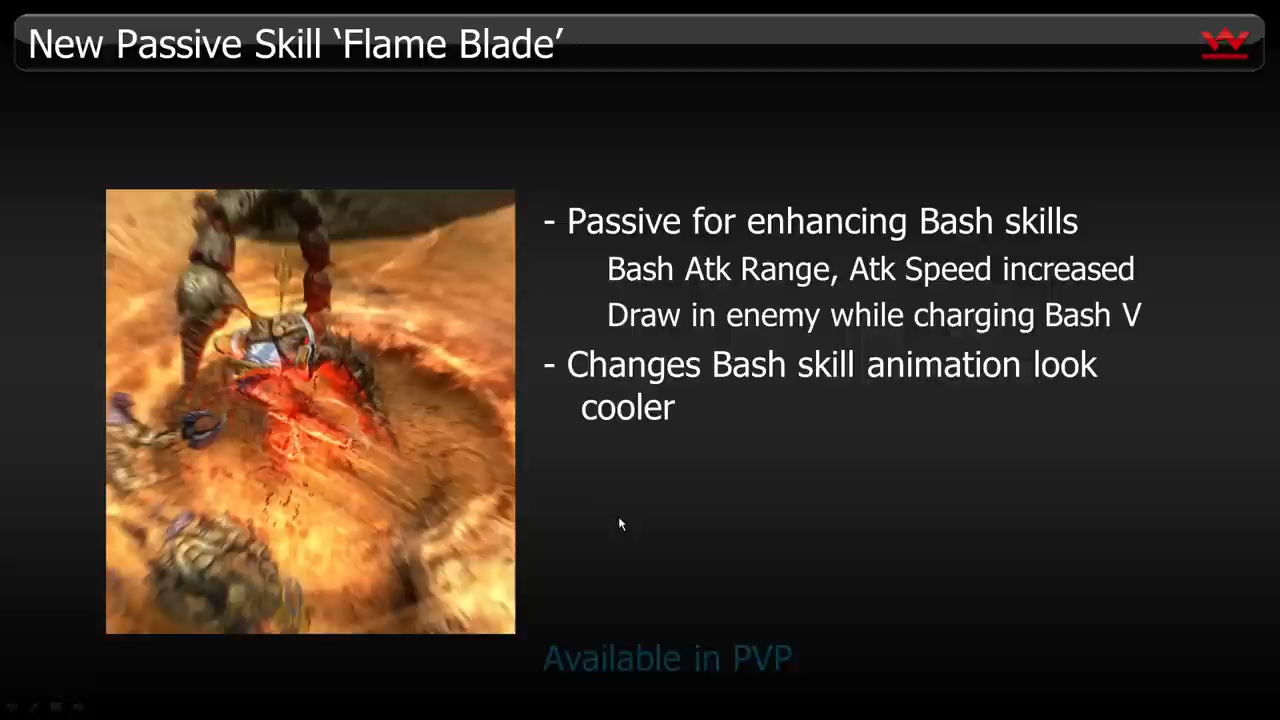 New Passive Skill ‘Flame Blade’
- Passive for enhancing Bash skills
Bash Atk Range, Atk Speed increased
Draw in enemy while charging Bash V
- Changes Bash skill animation look
cooler
Available in PVP